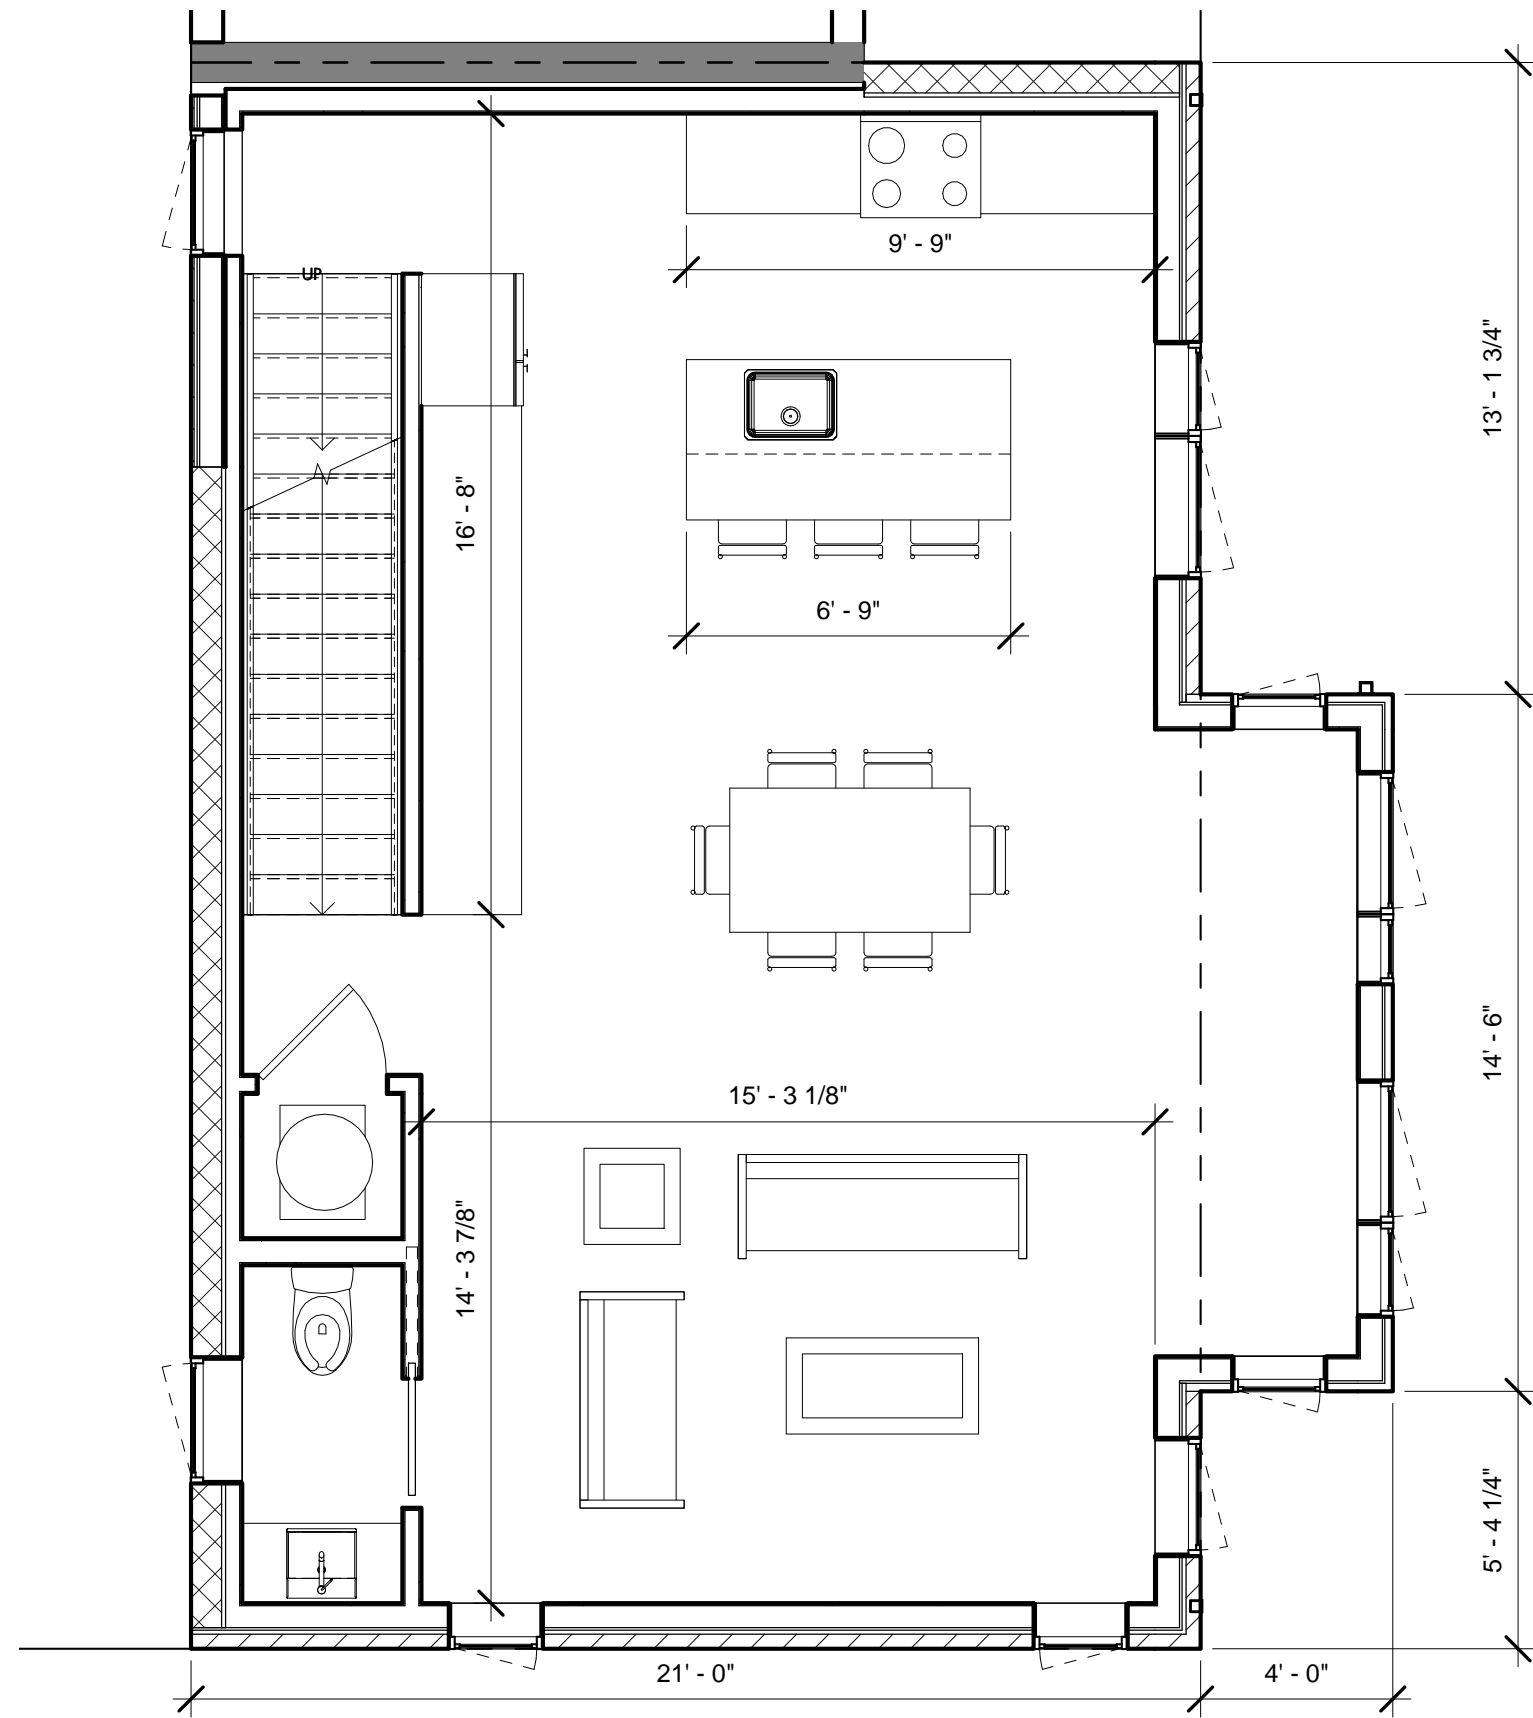 9' - 9"
UP
13' - 1 3/4"
16' - 8"
6' - 9"
14' - 6"
15' - 3 1/8"
14' - 3 7/8"
5' - 4 1/4"
21' - 0"
4' - 0"